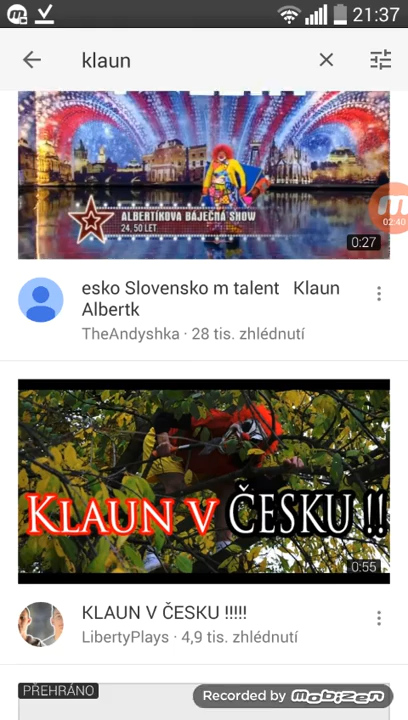 21:37
klaun
ALBERTÍKOVA BÁJEČNÁ SHOW
24, 50 LET
02:40
0:27
esko Slovensko m talent Klaun
Albertk
TheAndyshka · 28 tis. zhlédnutí
KLAUN V ČESKU !!
0:55
KLAUN V ČESKU !!!!!
LibertyPlays · 4,9 tis. zhlédnutí
PŘEHRÁNO
Recorded by mobizen